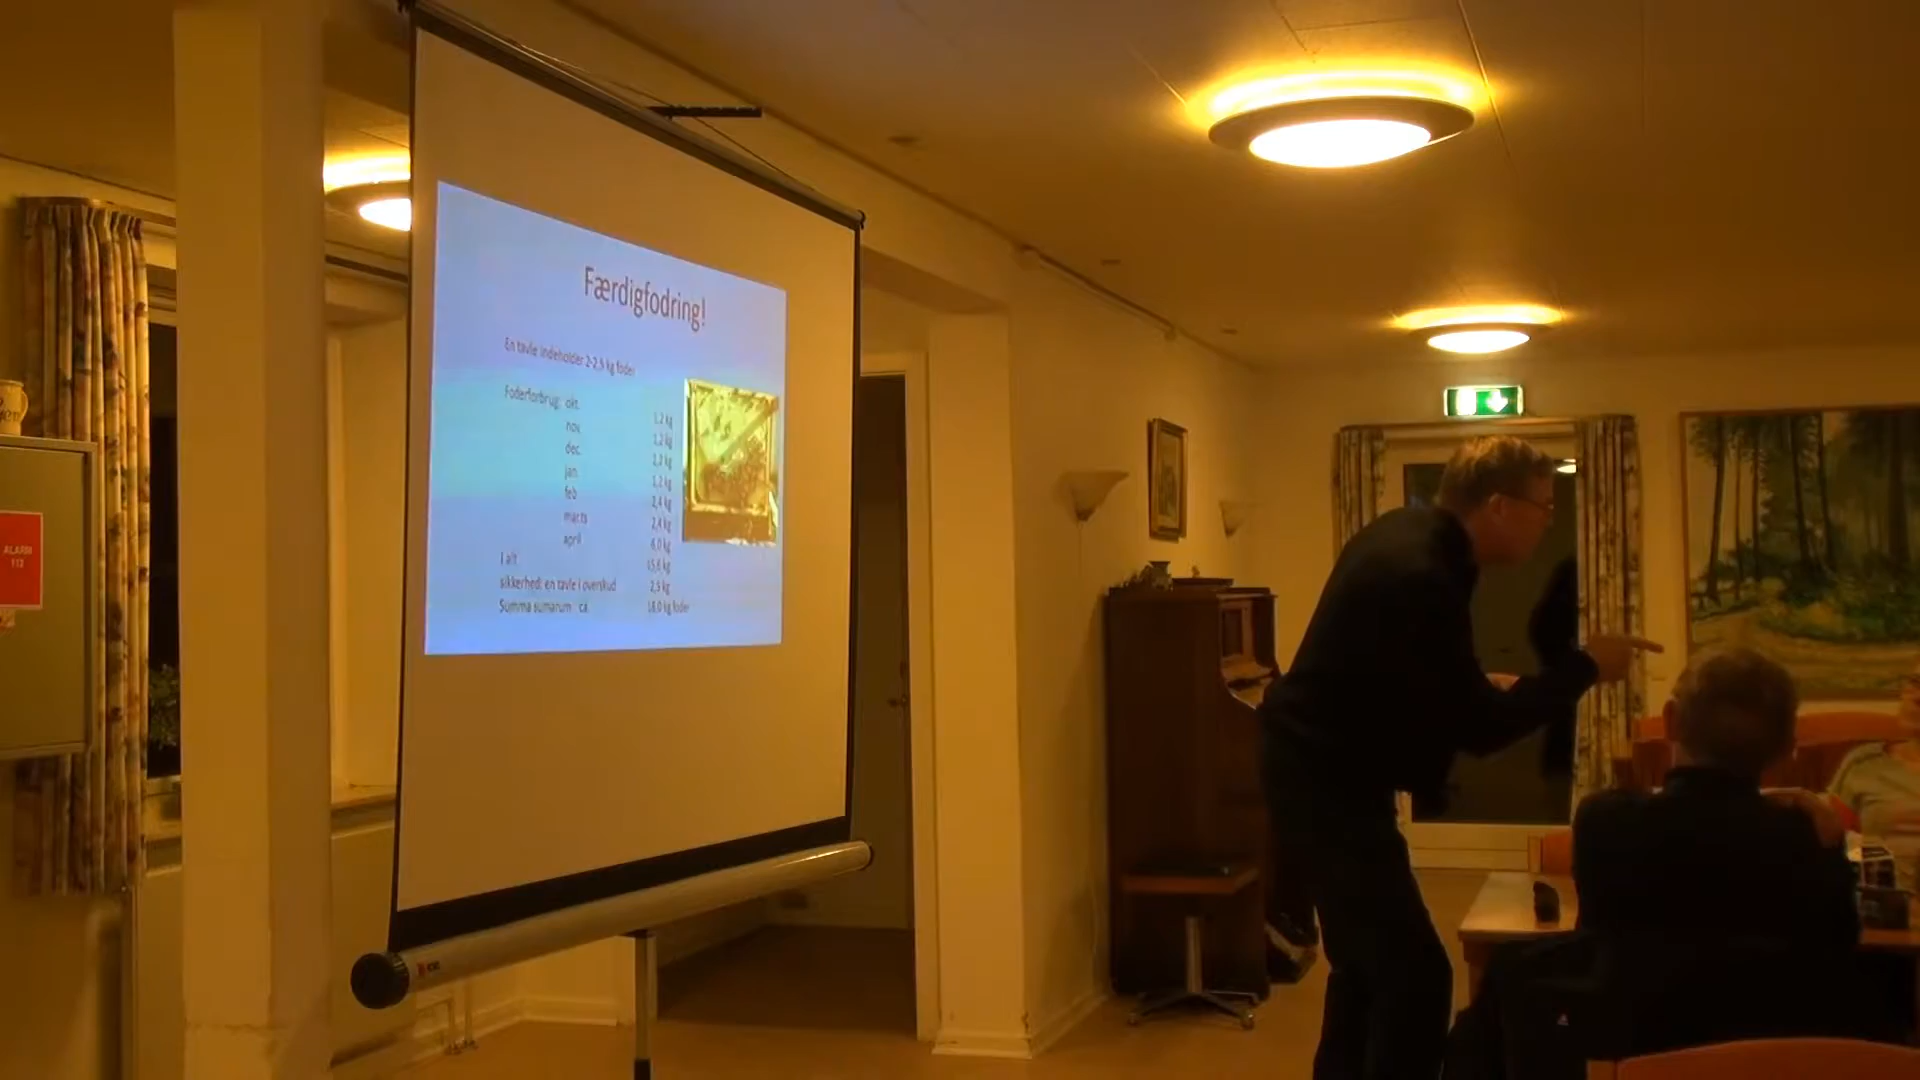 Færdigfodring!
En tavle indeholder 2-2,5 kg foder
Foderforbrug: okt. 1,2 kg
nov. 1,2 kg
dec. 1,2 kg
jan. 1,2 kg
feb 2,4 kg
marts 2,4 kg
april 6,0 kg
I alt 15,6 kg
sikkerhed: en tavle i overskud 2,5 kg
Summa sumarum ca. 18,0 kg foder
ALARM
112